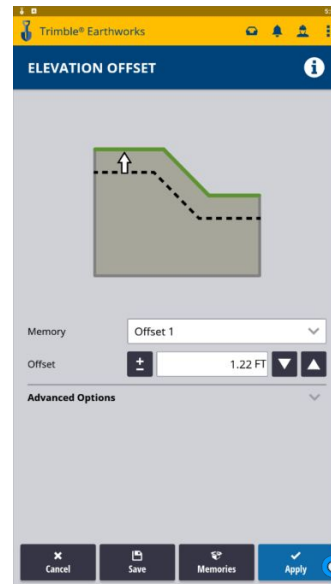 Trimble® Earthworks
ELEVATION OFFSET
Memory
Offset 1
Offset
±
1.22 FT
Advanced Options
Cancel
Save
Memories
Apply